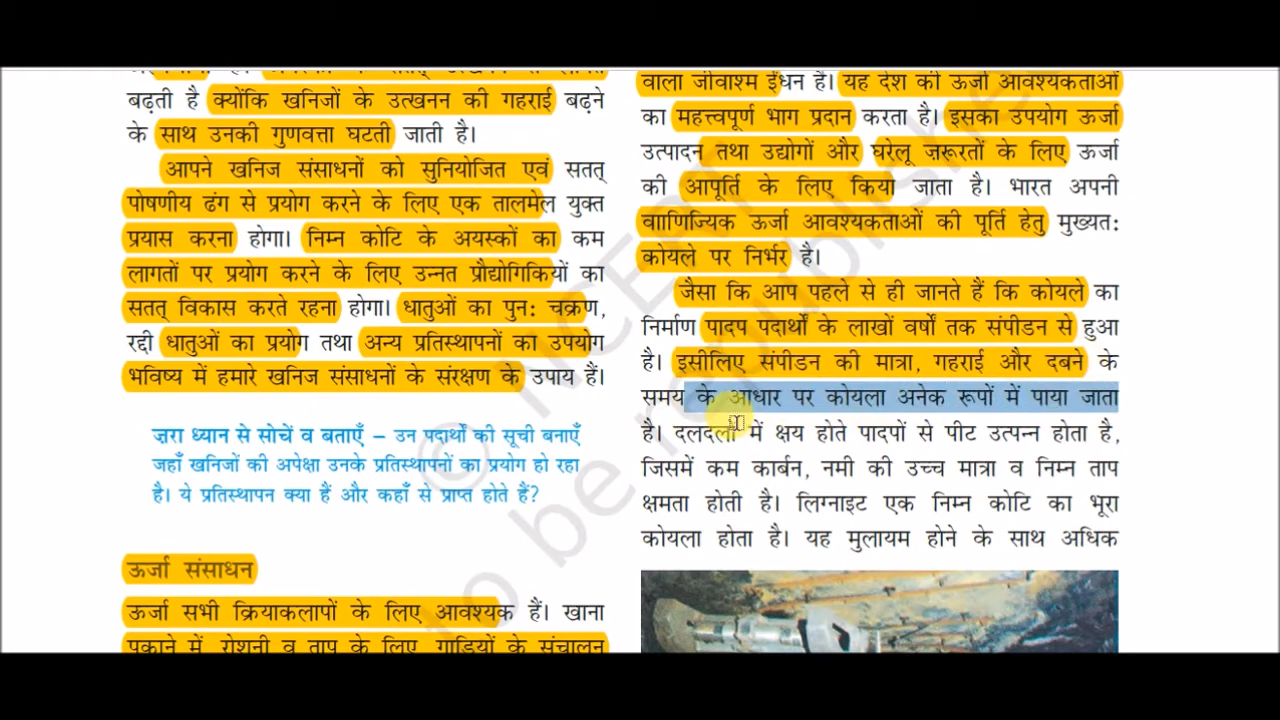 बढ़ती है क्योंकि खनिजों के उत्खनन की गहराई बढ़ने
के साथ उनकी गुणवत्ता घटती जाती है।
आपने खनिज संसाधनों को सुनियोजित एवं सतत्
पोषणीय ढंग से प्रयोग करने के लिए एक तालमेल युक्त
प्रयास करना होगा। निम्न कोटि के अयस्कों का कम
लागतों पर प्रयोग करने के लिए उन्नत प्रौद्योगिकियों का
सतत् विकास करते रहना होगा। धातुओं का पुन: चक्रण,
रद्दी धातुओं का प्रयोग तथा अन्य प्रतिस्थापनों का उपयोग
भविष्य में हमारे खनिज संसाधनों के संरक्षण के उपाय हैं।
ज़रा ध्यान से सोचें व बताएँ – उन पदार्थों की सूची बनाएँ
जहाँ खनिजों की अपेक्षा उनके प्रतिस्थापनों का प्रयोग हो रहा
है। ये प्रतिस्थापन क्या हैं और कहाँ से प्राप्त होते हैं?
ऊर्जा संसाधन
ऊर्जा सभी क्रियाकलापों के लिए आवश्यक हैं। खाना
पकाने में, रोशनी व ताप के लिए, गाड़ियों के संचालन
वाला जीवाश्म ईंधन है। यह देश की ऊर्जा आवश्यकताओं
का महत्त्वपूर्ण भाग प्रदान करता है। इसका उपयोग ऊर्जा
उत्पादन तथा उद्योगों और घरेलू ज़रूरतों के लिए ऊर्जा
की आपूर्ति के लिए किया जाता है। भारत अपनी
वाणिज्यिक ऊर्जा आवश्यकताओं की पूर्ति हेतु मुख्यत:
कोयले पर निर्भर है।
जैसा कि आप पहले से ही जानते हैं कि कोयले का
निर्माण पादप पदार्थों के लाखों वर्षों तक संपीडन से हुआ
है। इसीलिए संपीडन की मात्रा, गहराई और दबने के
समय के आधार पर कोयला अनेक रूपों में पाया जाता
है। दलदलों में क्षय होते पादपों से पीट उत्पन्न होता है,
जिसमें कम कार्बन, नमी की उच्च मात्रा व निम्न ताप
क्षमता होती है। लिग्नाइट एक निम्न कोटि का भूरा
कोयला होता है। यह मुलायम होने के साथ अधिक
© NCERT
to be republishe